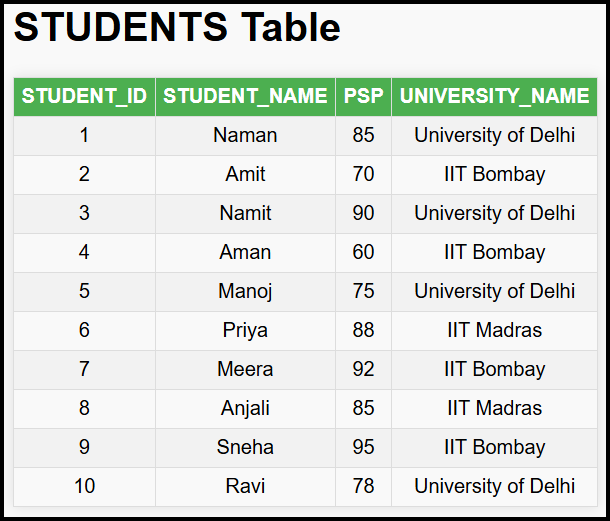 STUDENTS Table
STUDENT_ID STUDENT_NAME PSP UNIVERSITY_NAME
1 Naman 85 University of Delhi
2 Amit 70 IIT Bombay
3 Namit 90 University of Delhi
4 Aman 60 IIT Bombay
5 Manoj 75 University of Delhi
6 Priya 88 IIT Madras
7 Meera 92 IIT Bombay
8 Anjali 85 IIT Madras
9 Sneha 95 IIT Bombay
10 Ravi 78 University of Delhi